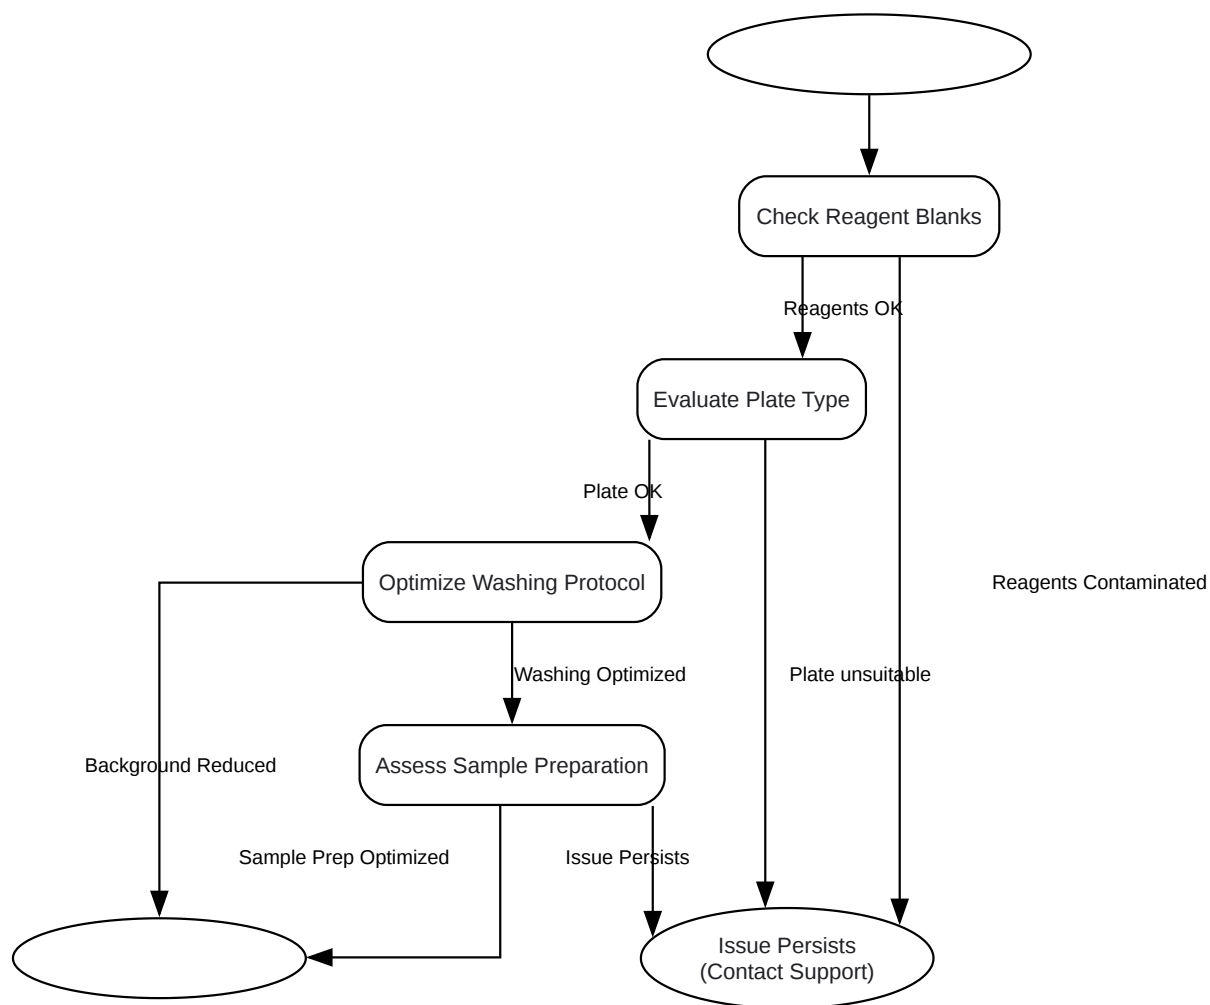 Check Reagent Blanks
Reagents OK
Evaluate Plate Type
Plate OK
Optimize Washing Protocol
Reagents Contaminated
Washing Optimized
Plate unsuitable
Background Reduced
Assess Sample Preparation
Sample Prep Optimized
Issue Persists
Issue Persists
(Contact Support)